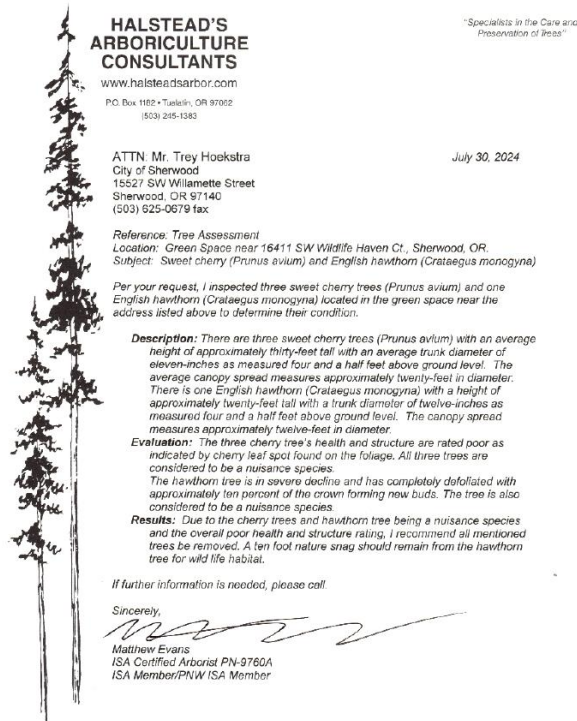 HALSTEAD'S
ARBORICULTURE
CONSULTANTS
www.halsteadsarbor.com
P.O. Box 1182 • Tualatin, OR 97062
(503) 245-1383
"Specialists in the Care and
Preservation of Trees"
ATTN: Mr. Trey Hoekstra
July 30, 2024
City of Sherwood
15527 SW Willamette Street
Sherwood, OR 97140
(503) 625-0679 fax
Reference: Tree Assessment
Location: Green Space near 16411 SW Wildlife Haven Ct., Sherwood, OR.
Subject: Sweet cherry (Prunus avium) and English hawthorn (Crataegus monogyna)
Per your request, I inspected three sweet cherry trees (Prunus avium) and one
English hawthorn (Crataegus monogyna) located in the green space near the
address listed above to determine their condition.
Description: There are three sweet cherry trees (Prunus avium) with an average
height of approximately thirty-feet tall with an average trunk diameter of
eleven-inches as measured four and a half feet above ground level. The
average canopy spread measures approximately twenty-feet in diameter.
There is one English hawthorn (Crataegus monogyna) with a height of
approximately twenty-feet tall with a trunk diameter of twelve-inches as
measured four and a half feet above ground level. The canopy spread
measures approximately twelve-feet in diameter.
Evaluation: The three cherry tree's health and structure are rated poor as
indicated by cherry leaf spot found on the foliage. All three trees are
considered to be a nuisance species.
The hawthorn tree is in severe decline and has completely defoliated with
approximately ten percent of the crown forming new buds. The tree is also
considered to be a nuisance species.
Results: Due to the cherry trees and hawthorn tree being a nuisance species
and the overall poor health and structure rating, I recommend all mentioned
trees be removed. A ten foot nature snag should remain from the hawthorn
tree for wild life habitat.
If further information is needed, please call.
Sincerely,
Matthew Evans
ISA Certified Arborist PN-9760A
ISA Member/PNW ISA Member